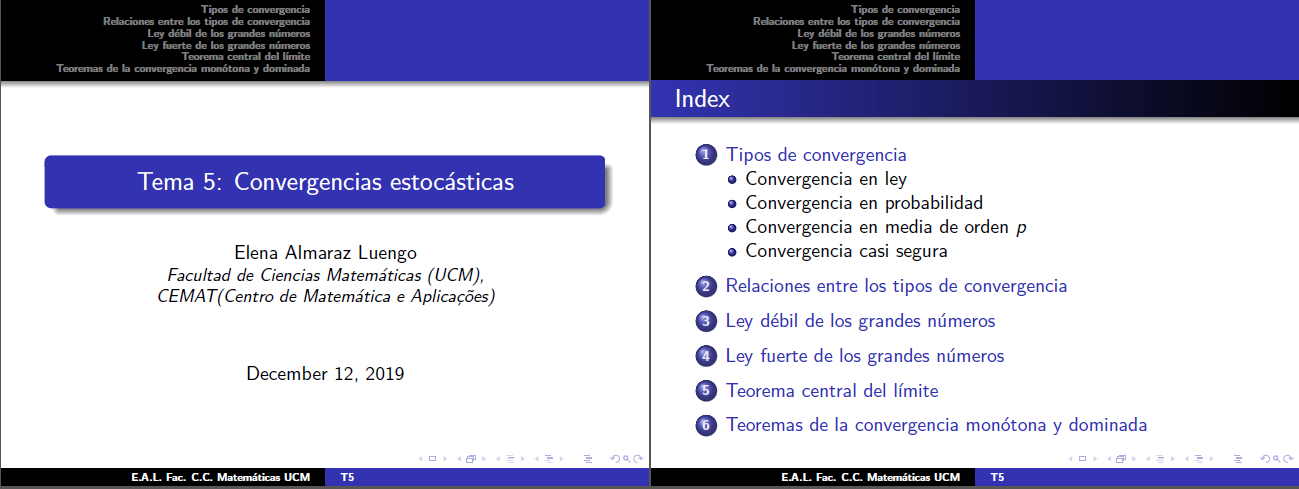 Tipos de convergencia
Relaciones entre los tipos de convergencia
Ley débil de los grandes números
Ley fuerte de los grandes números
Teorema central del límite
Teoremas de la convergencia monótona y dominada
Tema 5: Convergencias estocásticas
Elena Almaraz Luengo
Facultad de Ciencias Matemáticas (UCM),
CEMAT(Centro de Matemática e Aplicações)
December 12, 2019
E.A.L. Fac. C.C. Matemáticas UCM T5
Tipos de convergencia
Relaciones entre los tipos de convergencia
Ley débil de los grandes números
Ley fuerte de los grandes números
Teorema central del límite
Teoremas de la convergencia monótona y dominada
Index
1 Tipos de convergencia
Convergencia en ley
Convergencia en probabilidad
Convergencia en media de orden p
Convergencia casi segura
2 Relaciones entre los tipos de convergencia
3 Ley débil de los grandes números
4 Ley fuerte de los grandes números
5 Teorema central del límite
6 Teoremas de la convergencia monótona y dominada
E.A.L. Fac. C.C. Matemáticas UCM T5